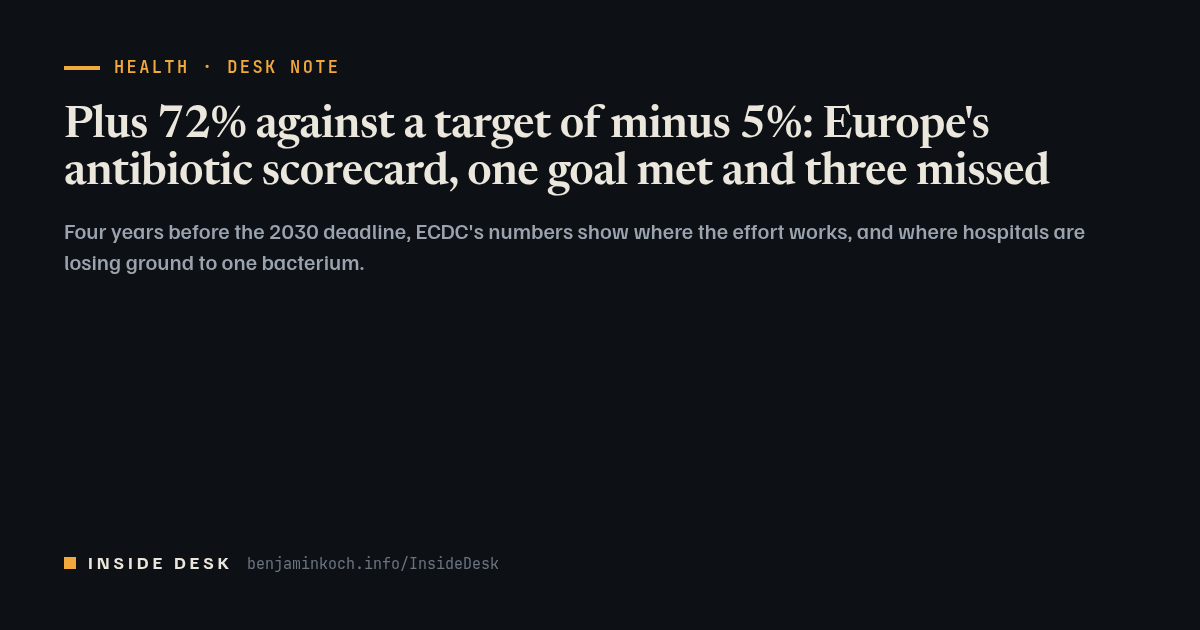 HEALTH · DESK NOTE
Plus 72% against a target of minus 5%: Europe's
antibiotic scorecard, one goal met and three missed
Four years before the 2030 deadline, ECDC's numbers show where the effort works, and where hospitals are
losing ground to one bacterium.
INSIDE DESK benjaminkoch.info/InsideDesk